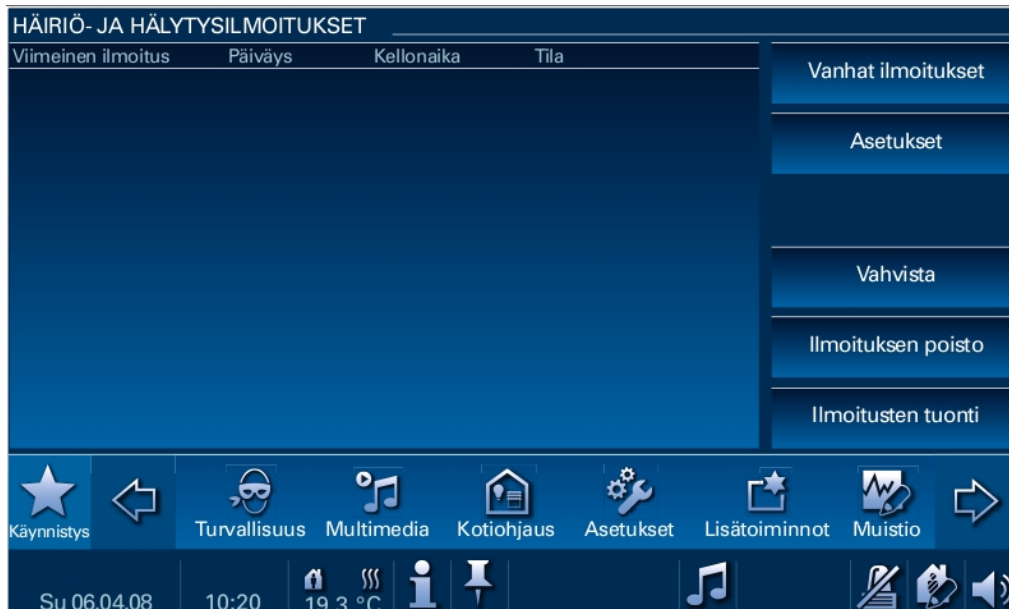 HÄIRIÖ- JA HÄLYTYSILMOITUKSET
Viimeinen ilmoitus Päiväys Kellonaika Tila
Vanhat ilmoitukset
Asetukset
Vahvista
Ilmoituksen poisto
Ilmoitusten tuonti
Käynnistys Turvallisuus Multimedia Kotiohjaus Asetukset Lisätoiminnot Muistio
Su 06.04.08 10:20 19.3 °C